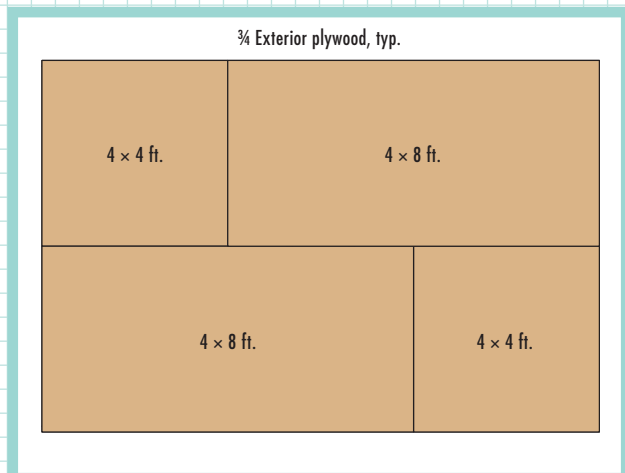 ¾ Exterior plywood, typ.
4 × 4 ft.
4 × 8 ft.
4 × 8 ft.
4 × 4 ft.